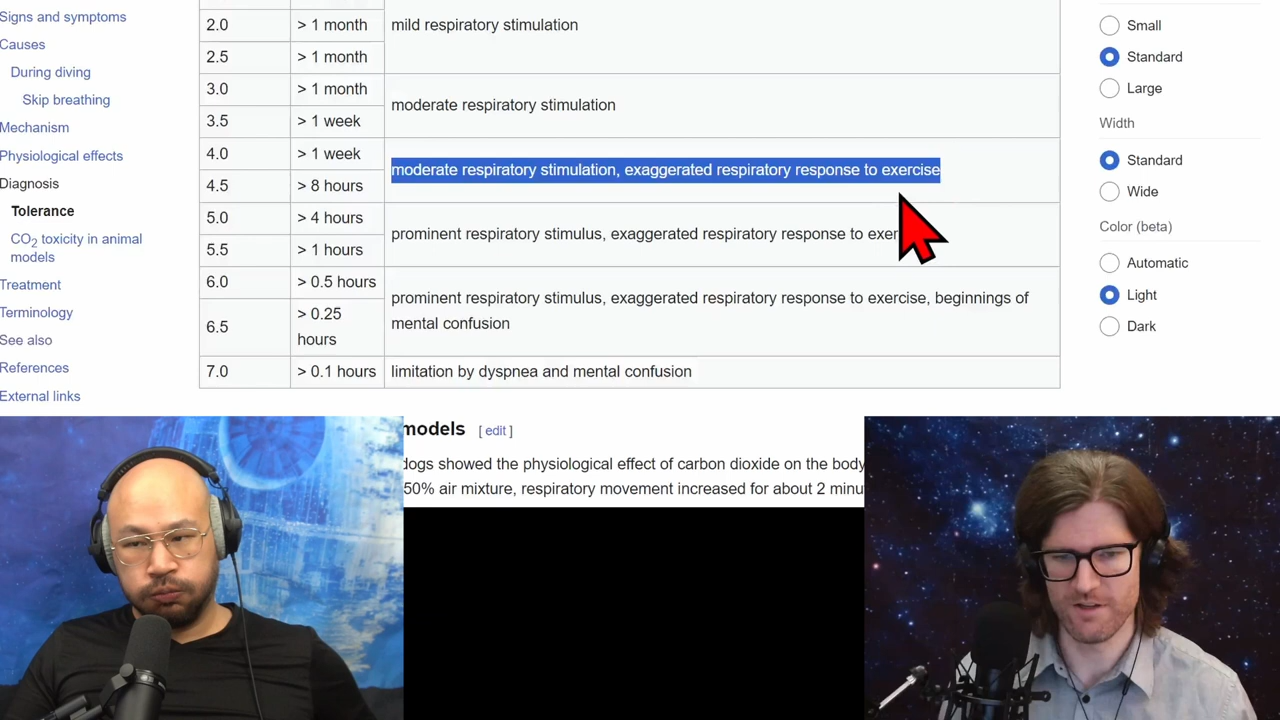 Signs and symptoms
Causes
During diving
Skip breathing
Mechanism
Physiological effects
Diagnosis
Tolerance
CO2 toxicity in animal
models
Treatment
Terminology
See also
References
External links
2.0 > 1 month mild respiratory stimulation
2.5 > 1 month
3.0 > 1 month moderate respiratory stimulation
3.5 > 1 week
4.0 > 1 week moderate respiratory stimulation, exaggerated respiratory response to exercise
4.5 > 8 hours
5.0 > 4 hours prominent respiratory stimulus, exaggerated respiratory response to exer
5.5 > 1 hours
6.0 > 0.5 hours prominent respiratory stimulus, exaggerated respiratory response to exercise, beginnings of
mental confusion
6.5 > 0.25
hours
7.0 > 0.1 hours limitation by dyspnea and mental confusion
models [ edit ]
dogs showed the physiological effect of carbon dioxide on the body
50% air mixture, respiratory movement increased for about 2 minu
Small
Standard
Large
Width
Standard
Wide
Color (beta)
Automatic
Light
Dark